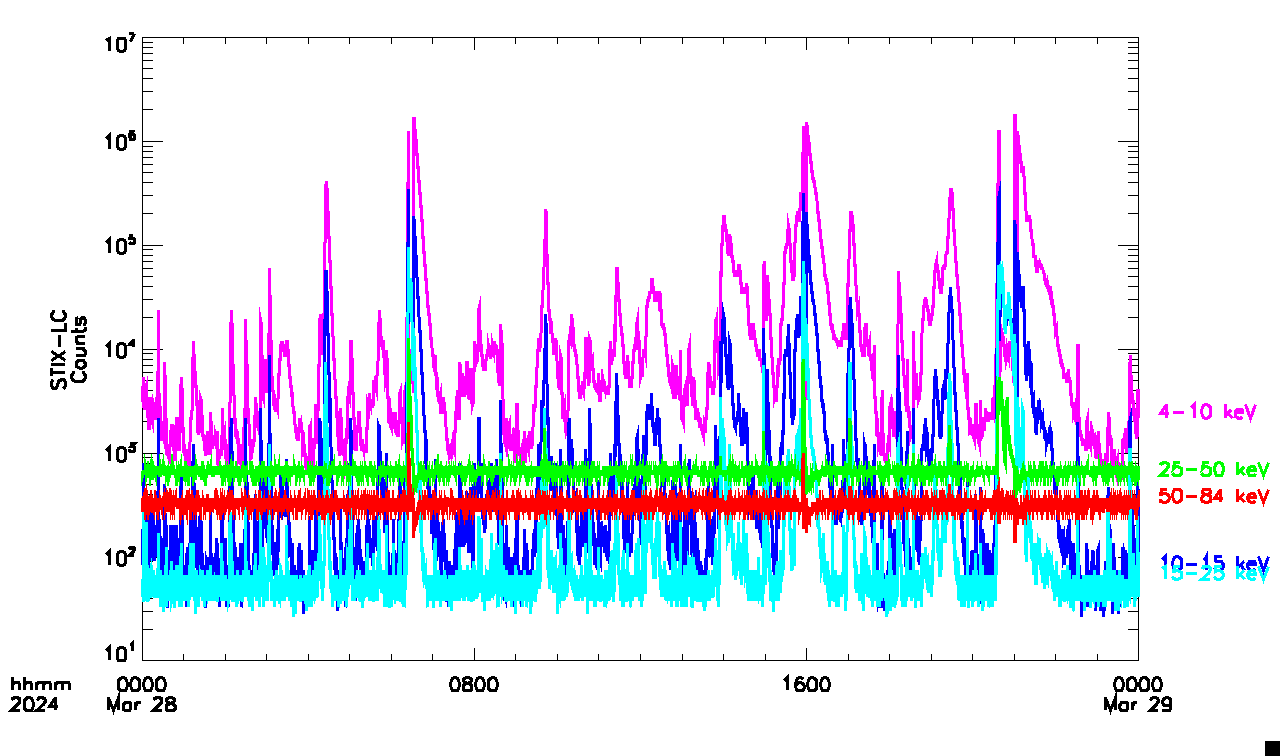 10⁷
10⁶
10⁵
10⁴
10³
10²
10¹
STIX-LC
Counts
4-10 keV
25-50 keV
50-84 keV
10-15 keV
15-25 keV
hhmm 0000 0800 1600 0000
2024 Mar 28 Mar 29